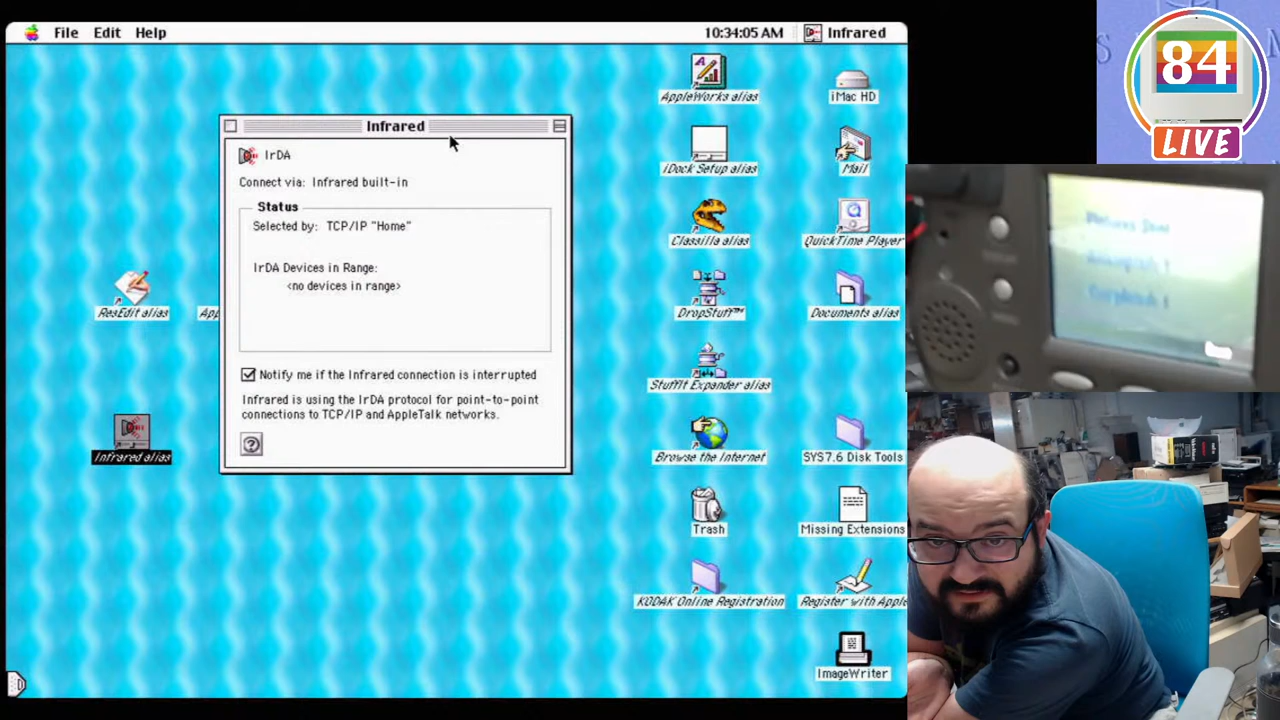 File Edit Help
10:34:05 AM
Infrared
84
LIVE
Infrared
IrDA
Connect via: Infrared built-in
Status
Selected by: TCP/IP "Home"
IrDA Devices in Range:
<no devices in range>
Notify me if the Infrared connection is interrupted
Infrared is using the IrDA protocol for point-to-point
connections to TCP/IP and AppleTalk networks.
ResEdit alias
App
Infrared alias
AppleWorks alias
iMac HD
iDock Setup alias
Mail
Classilla alias
QuickTime Player
DropStuff™
Documents alias
StuffIt Expander alias
Browse the Internet
SYS7.6 Disk Tools
Trash
Missing Extensions
KODAK Online Registration
Register with Apple
ImageWriter